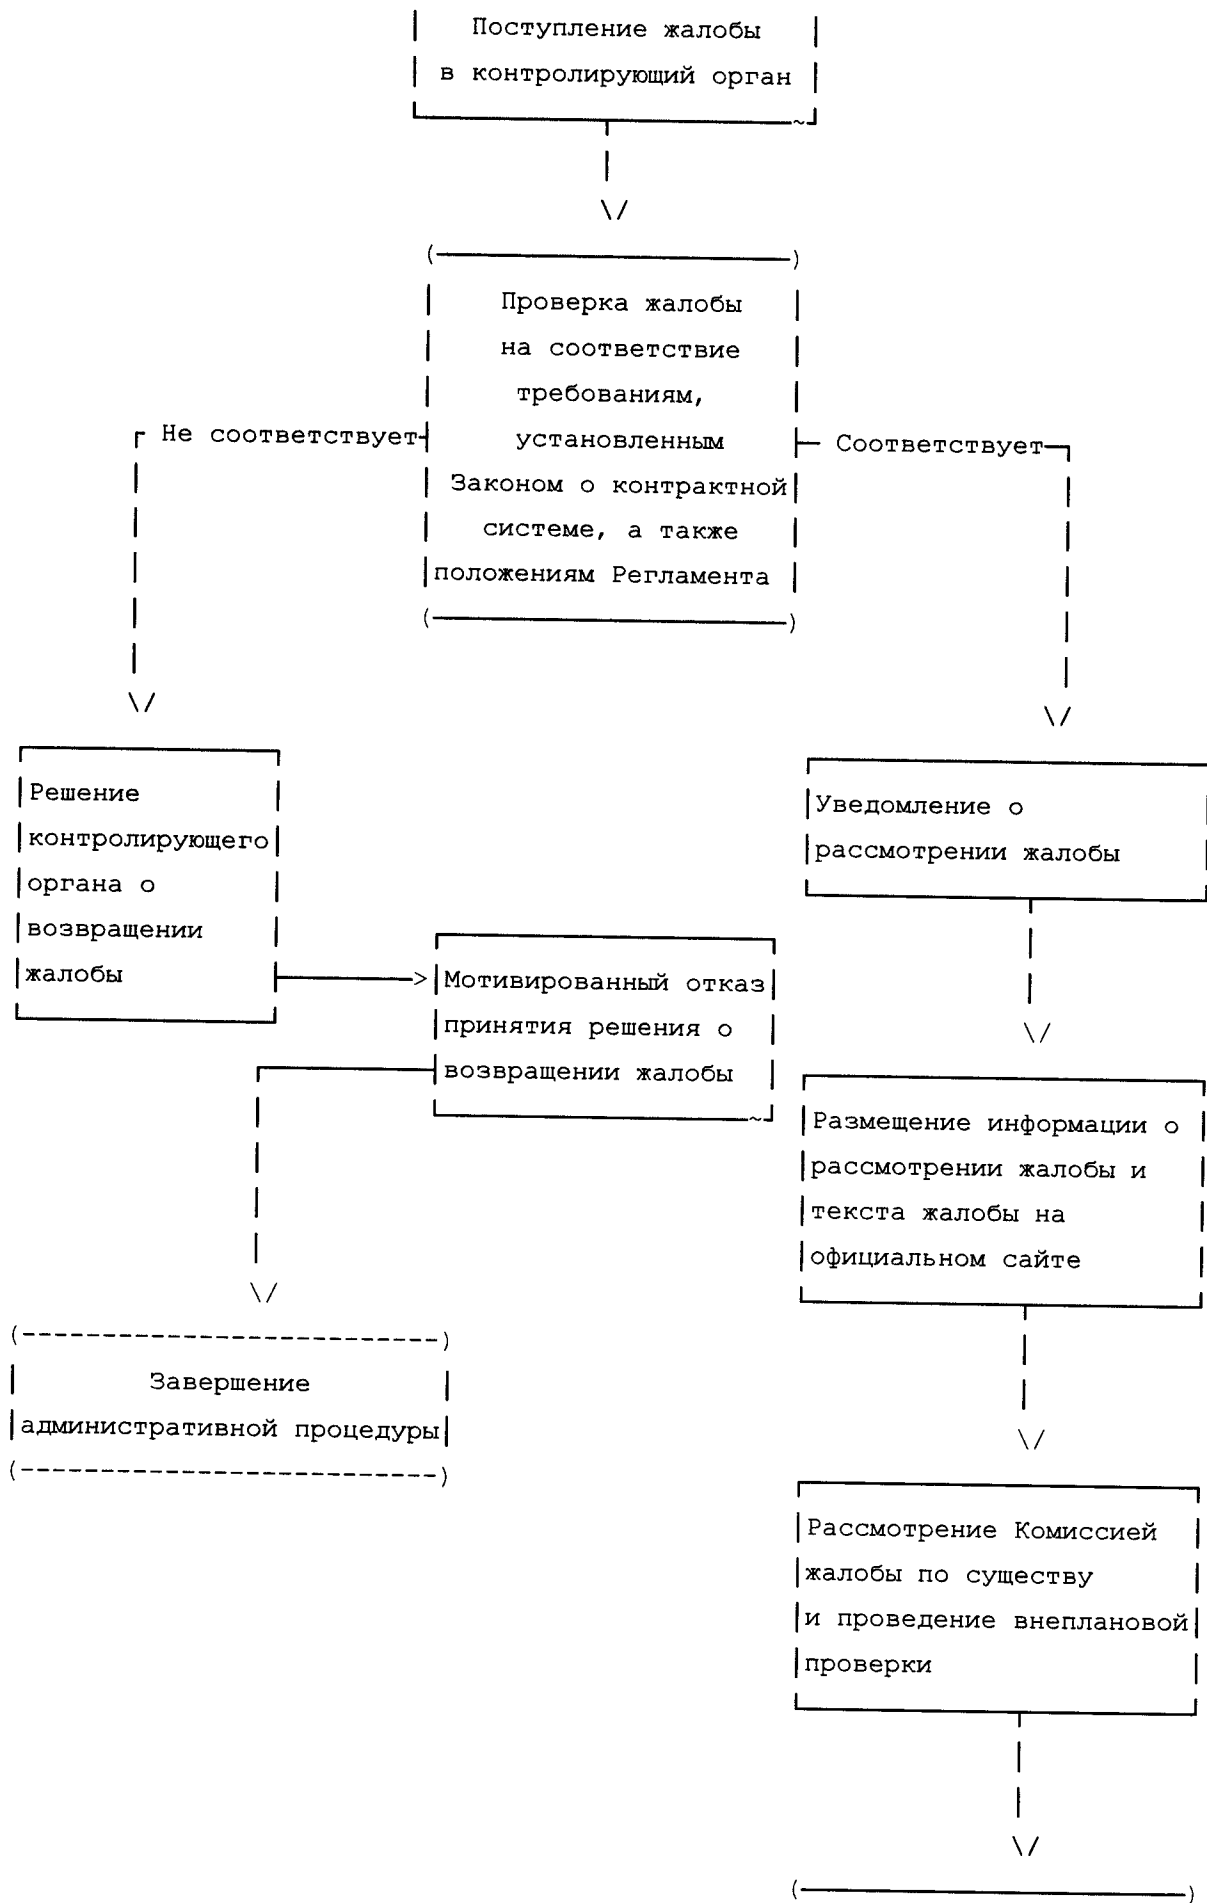 Поступление жалобы
в контролирующий орган
Проверка жалобы
на соответствие
требованиям,
Не соответствует
установленным
Соответствует
Законом о контрактной
системе, а также
положениям Регламента
Решение
контролирующего
органа о
возвращении
жалобы
Уведомление о
рассмотрении жалобы
Мотивированный отказ
принятия решения о
возвращении жалобы
Размещение информации о
рассмотрении жалобы и
текста жалобы на
официальном сайте
Завершение
административной процедуры
Рассмотрение Комиссией
жалобы по существу
и проведение внеплановой
проверки